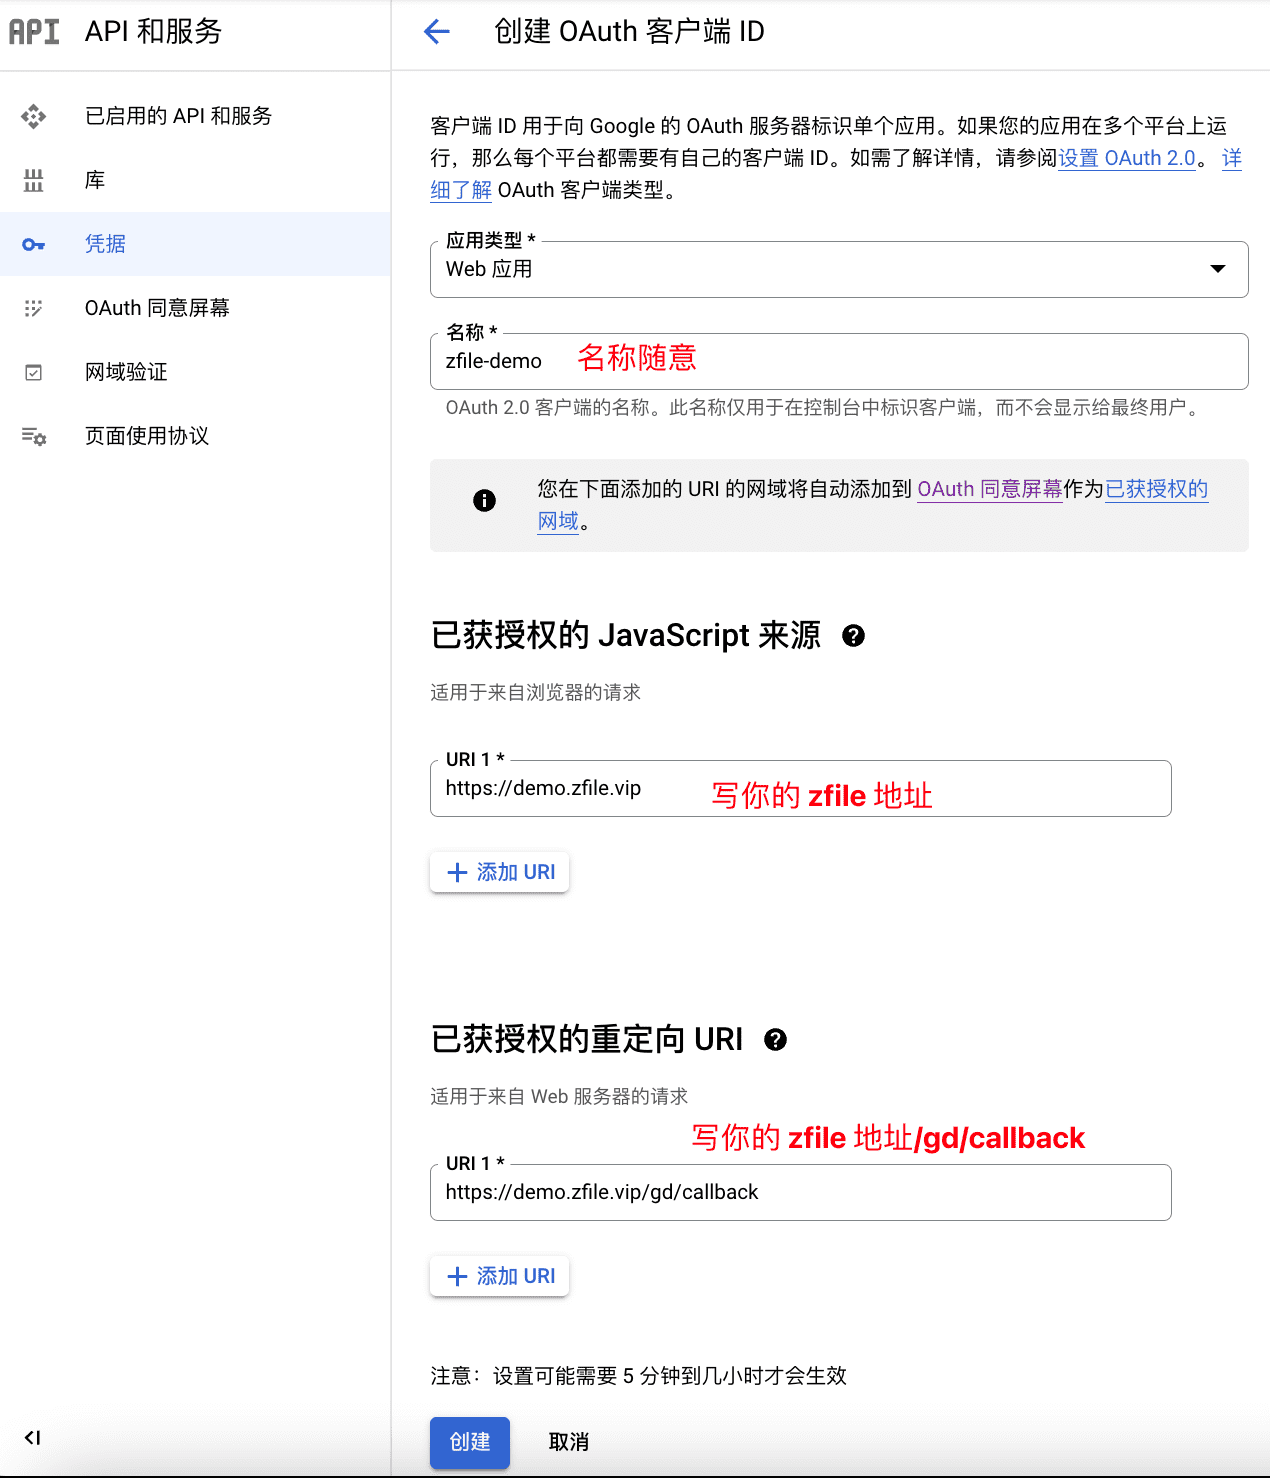 API API 和服务
已启用的 API 和服务
库
凭据
OAuth 同意屏幕
网域验证
页面使用协议
创建 OAuth 客户端 ID
客户端 ID 用于向 Google 的 OAuth 服务器标识单个应用。如果您的应用在多个平台上运
行，那么每个平台都需要有自己的客户端 ID。如需了解详情，请参阅设置 OAuth 2.0。 详
细了解 OAuth 客户端类型。
应用类型 *
Web 应用
名称 *
zfile-demo 名称随意
OAuth 2.0 客户端的名称。此名称仅用于在控制台中标识客户端，而不会显示给最终用户。
您在下面添加的 URI 的网域将自动添加到 OAuth 同意屏幕作为已获授权的
网域。
已获授权的 JavaScript 来源
适用于来自浏览器的请求
URI 1 *
https://demo.zfile.vip 写你的 zfile 地址
添加 URI
已获授权的重定向 URI
适用于来自 Web 服务器的请求
写你的 zfile 地址/gd/callback
URI 1 *
https://demo.zfile.vip/gd/callback
添加 URI
注意：设置可能需要 5 分钟到几小时才会生效
创建 取消